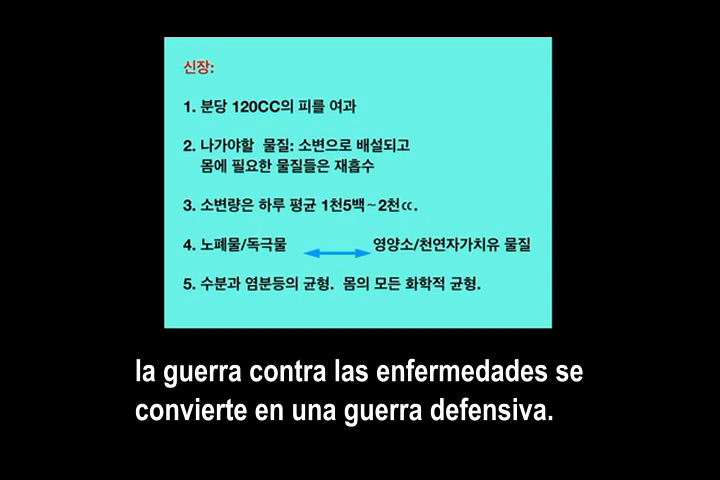 신장:
1. 분당 120CC의 피를 여과
2. 나가야할 물질: 소변으로 배설되고
몸에 필요한 물질들은 재흡수
3. 소변량은 하루 평균 1천5백~2천㏄.
4. 노폐물/독극물 영양소/천연자가치유 물질
5. 수분과 염분등의 균형. 몸의 모든 화학적 균형.
la guerra contra las enfermedades se
convierte en una guerra defensiva.